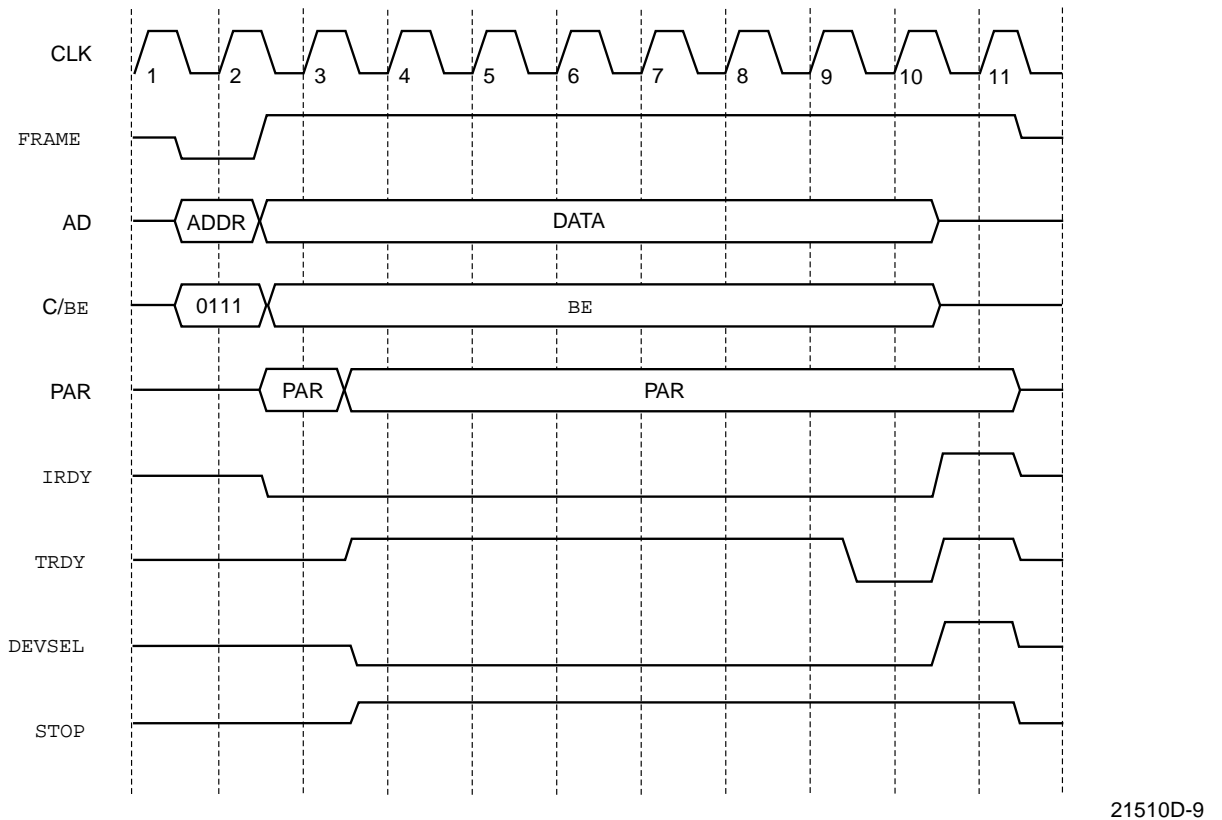 CLK
1 2 3 4 5 6 7 8 9 10 11
FRAME
AD ADDR DATA
C/BE 0111 BE
PAR PAR PAR
IRDY
TRDY
DEVSEL
STOP
21510D-9